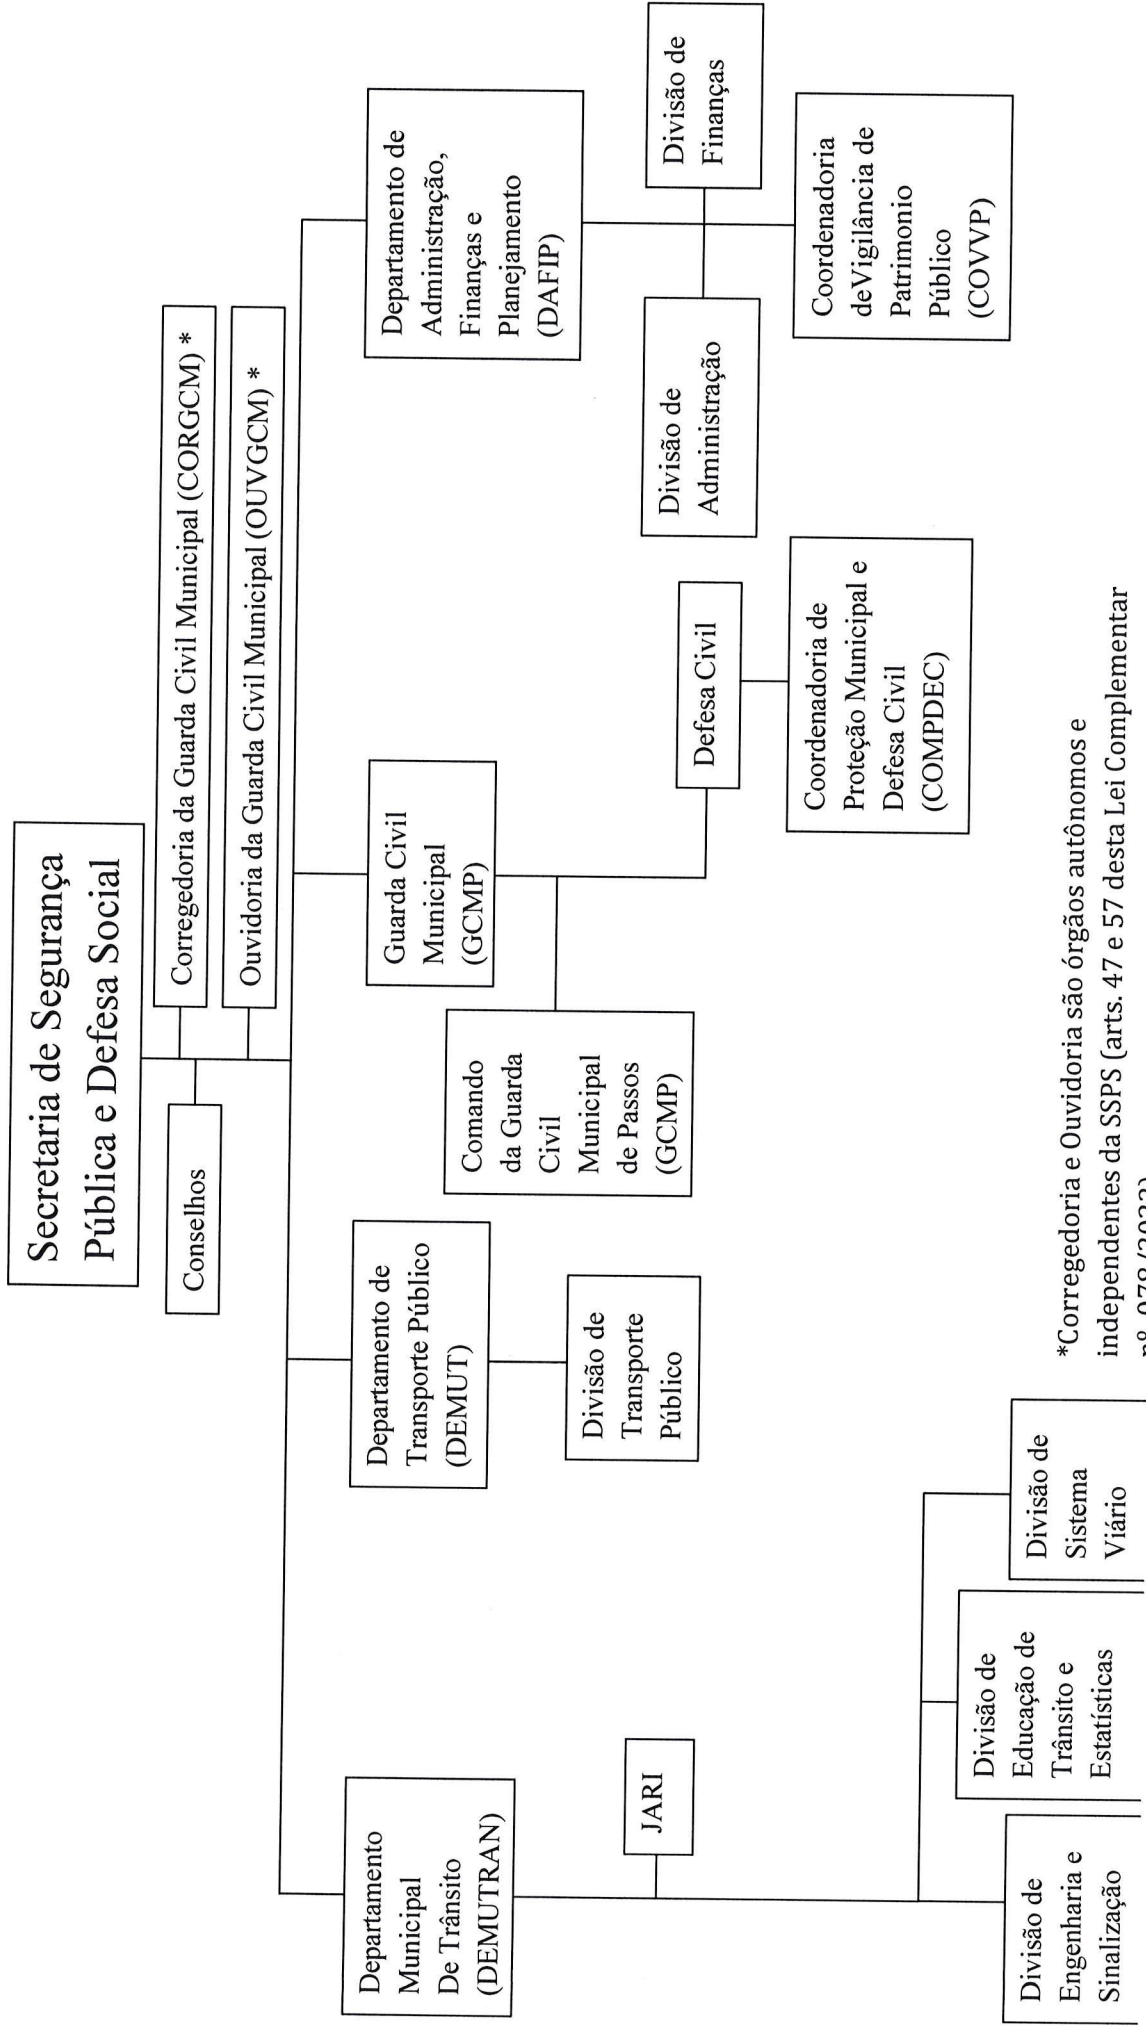 Secretaria de Segurança
Pública e Defesa Social
Corregedoria da Guarda Civil Municipal (CORGCM) *
Conselhos
Ouvidoria da Guarda Civil Municipal (OUVGCM) *
Departamento
Municipal
De Trânsito
(DEMUTRAN)
Departamento de
Transporte Público
(DEMUT)
Guarda Civil
Municipal
(GCMP)
Departamento de
Administração,
Finanças e
Planejamento
(DAFIP)
Comando
da Guarda
Civil
Municipal
de Passos
(GCMP)
Divisão de
Transporte
Público
JARI
Defesa Civil
Divisão de
Administração
Divisão de
Finanças
Coordenadoria de
Proteção Municipal e
Defesa Civil
(COMPDEC)
Coordenadoria
deVigilância de
Patrimonio
Público
(COVVP)
Divisão de
Engenharia e
Sinalização
Divisão de
Educação de
Trânsito e
Estatísticas
Divisão de
Sistema
Viário
*Corregedoria e Ouvidoria são órgãos autônomos e
independentes da SSPS (arts. 47 e 57 desta Lei Complementar